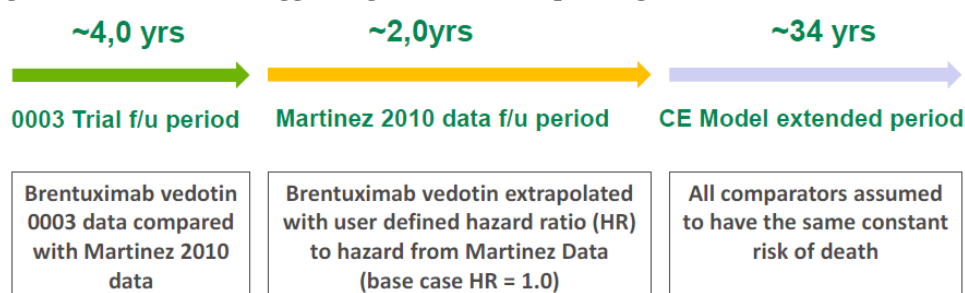 ~4,0 yrs
~2,0yrs
~34 yrs
0003 Trial f/u period
Martinez 2010 data f/u period
CE Model extended period
Brentuximab vedotin
0003 data compared
with Martinez 2010
data
Brentuximab vedotin extrapolated
with user defined hazard ratio (HR)
to hazard from Martinez Data
(base case HR = 1.0)
All comparators assumed
to have the same constant
risk of death